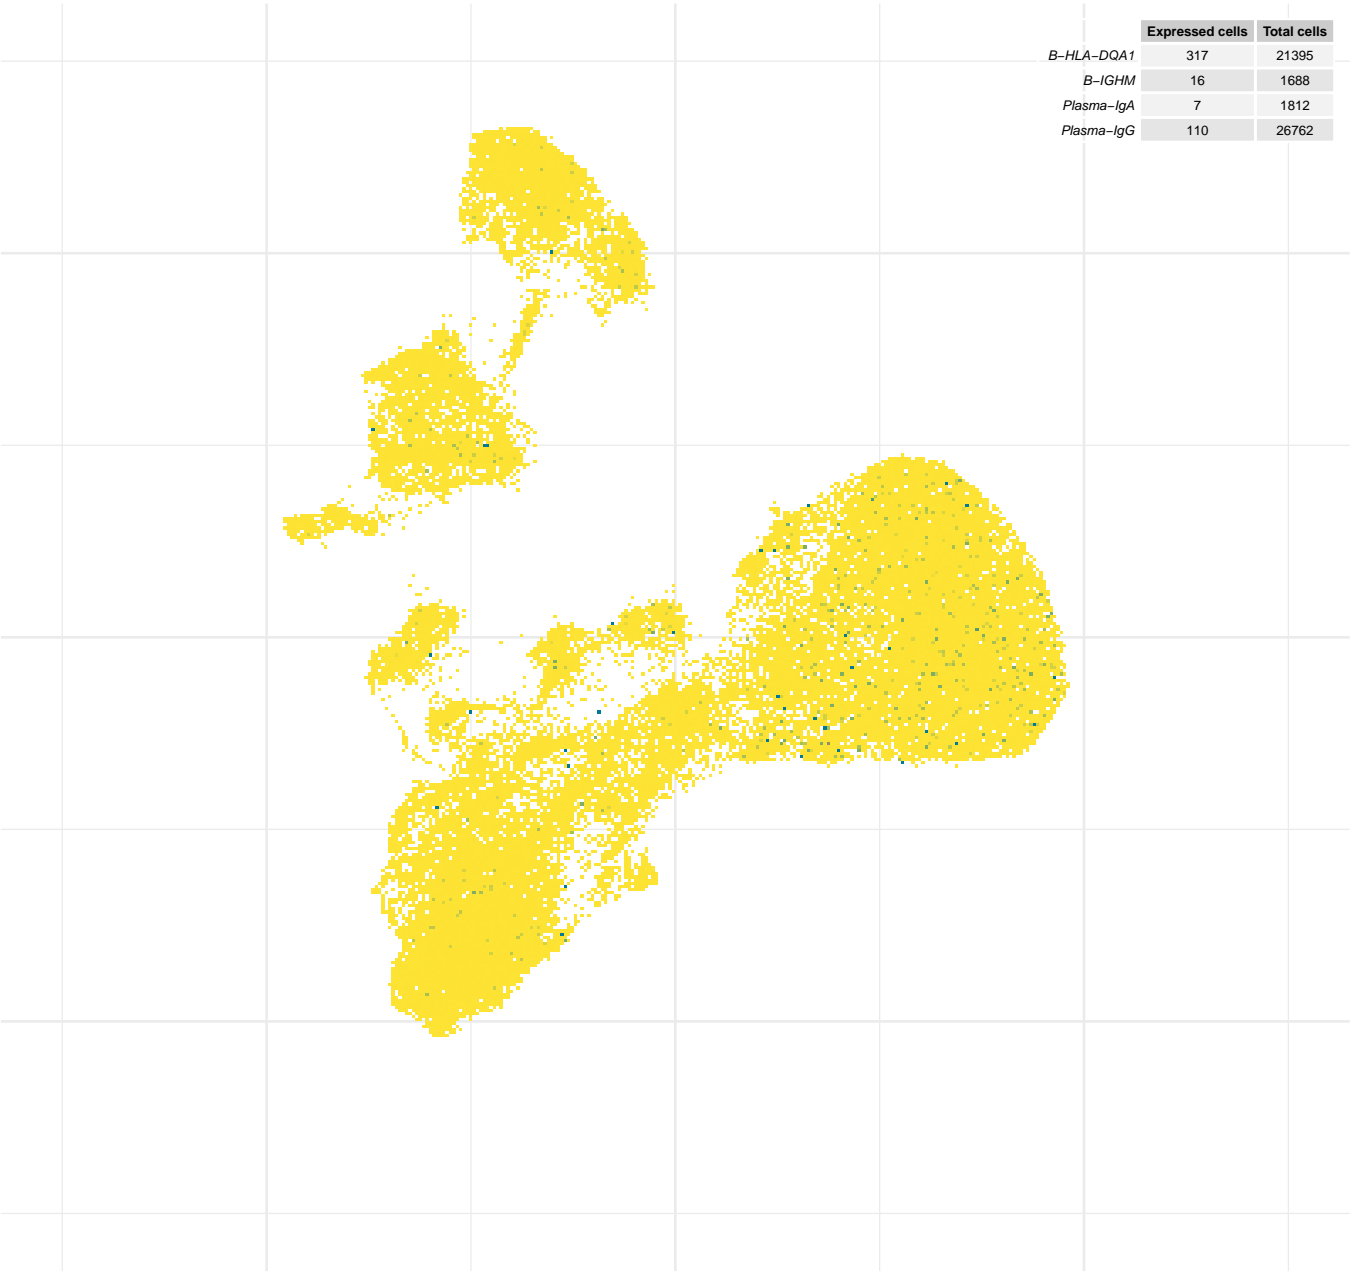 Expressed cells Total cells
B−HLA−DQA1 317 21395
B−IGHM 16 1688
Plasma−IgA 7 1812
Plasma−IgG 110 26762